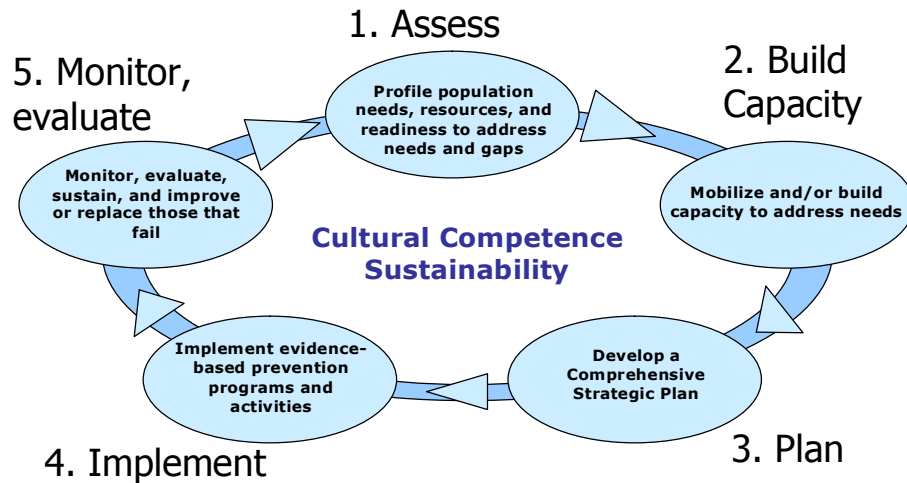 1. Assess
Profile population
needs, resources, and
readiness to address
needs and gaps
2. Build
Capacity
Mobilize and/or build
capacity to address needs
3. Plan
Develop a
Comprehensive
Strategic Plan
4. Implement
Implement evidence-
based prevention
programs and
activities
5. Monitor,
evaluate
Monitor, evaluate,
sustain, and improve
or replace those that
fail
Cultural Competence
Sustainability